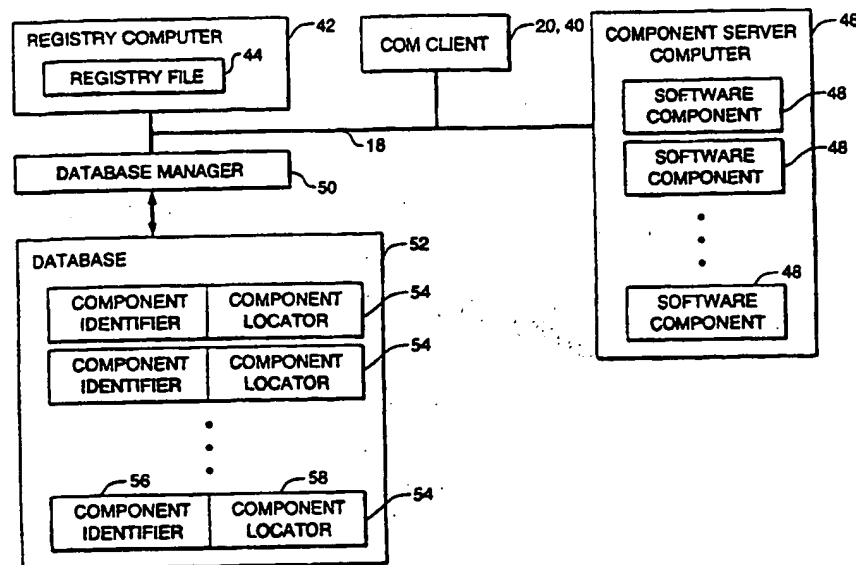 REGISTRY COMPUTER
42
44
REGISTRY FILE
COM CLIENT
20, 40
COMPONENT SERVER
COMPUTER
48
SOFTWARE
COMPONENT
48
SOFTWARE
COMPONENT
48
18
DATABASE MANAGER
50
48
SOFTWARE
COMPONENT
DATABASE
52
COMPONENT
IDENTIFIER
COMPONENT
LOCATOR
54
COMPONENT
IDENTIFIER
COMPONENT
LOCATOR
54
56
58
COMPONENT
IDENTIFIER
COMPONENT
LOCATOR
54